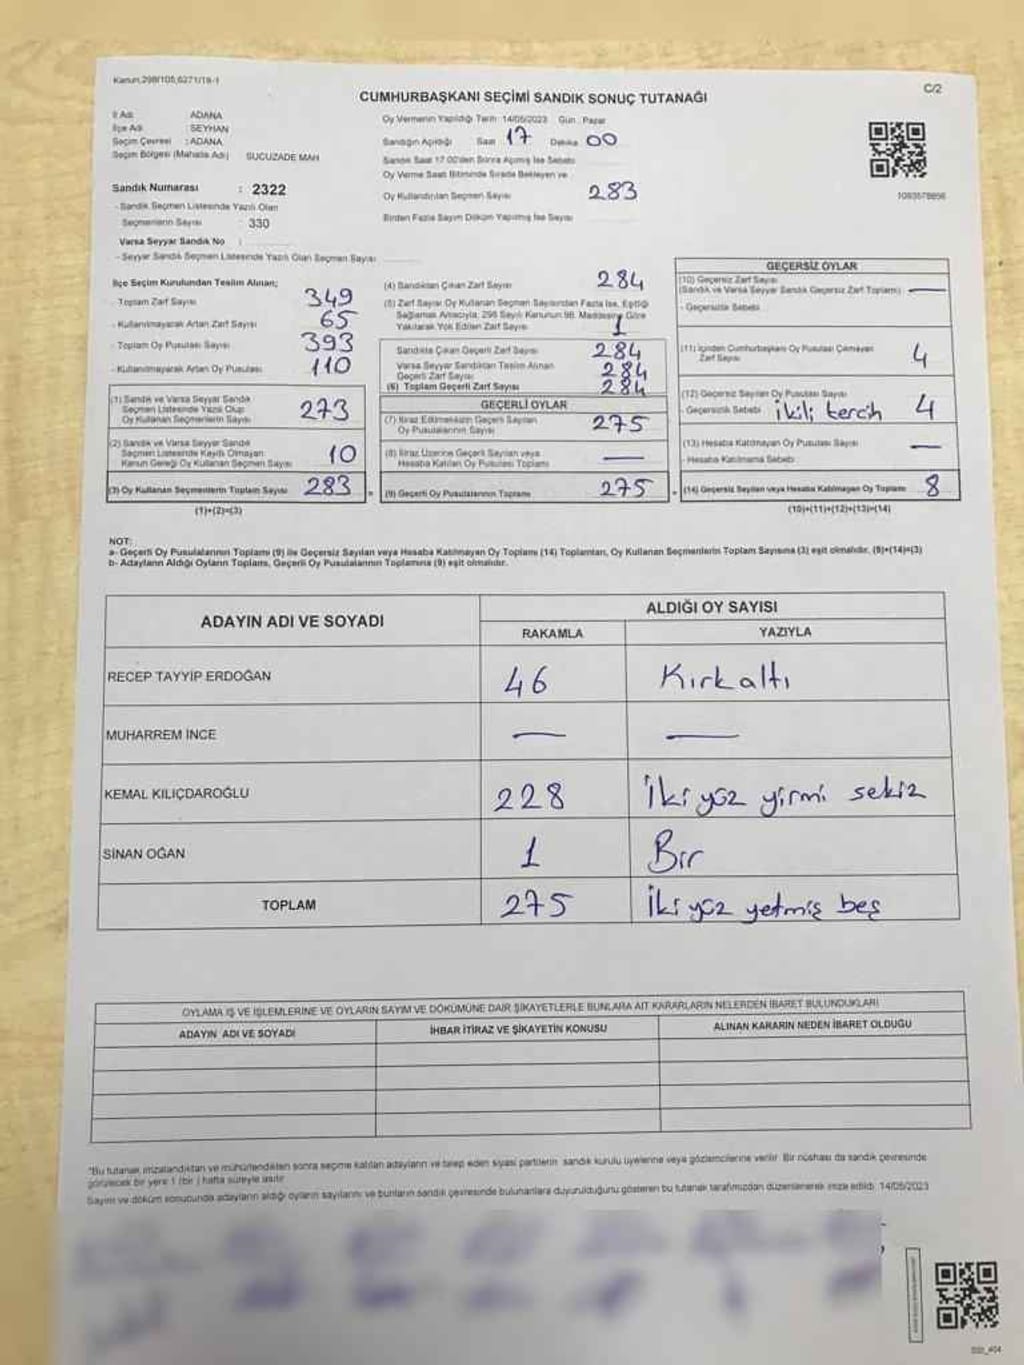 Kanun,298/105,6271/18-1
C/2
CUMHURBAŞKANI SEÇİMİ SANDIK SONUÇ TUTANAĞI
İl Adı : ADANA
İlçe Adı : SEYHAN
Seçim Çevresi : ADANA
Seçim Bölgesi (Mahalle Adı) SUCUZADE MAH
Sandık Numarası : 2322
- Sandık Seçmen Listesinde Yazılı Olan
Seçmenlerin Sayısı : 330
Varsa Seyyar Sandık No :
- Seyyar Sandık Seçmen Listesinde Yazılı Olan Seçmen Sayısı
Oy Vermenin Yapıldığı Tarih: 14/05/2023 Gün : Pazar
Sandığın Açıldığı Saat 17 Dakika 00
Sandık Saat 17.00'den Sonra Açılmış İse Sebebi
Oy Verme Saati Bitiminde Sırada Bekleyen ve
Oy Kullandırılan Seçmen Sayısı 283
Birden Fazla Sayım Döküm Yapılmış İse Sayısı
1093578856
İlçe Seçim Kurulundan Teslim Alınan;
- Toplam Zarf Sayısı 349
- Kullanılmayarak Artan Zarf Sayısı 65
- Toplam Oy Pusulası Sayısı 393
- Kullanılmayarak Artan Oy Pusulası 110
(1) Sandık ve Varsa Seyyar Sandık
Seçmen Listesinde Yazılı Olup
Oy Kullanan Seçmenlerin Sayısı 273
(2) Sandık ve Varsa Seyyar Sandık
Seçmen Listesinde Kayıtlı Olmayan
Kanun Gereği Oy Kullanan Seçmen Sayısı 10
(3) Oy Kullanan Seçmenlerin Toplam Sayısı 283
(1)+(2)=(3)
(4) Sandıktan Çıkan Zarf Sayısı 284
(5) Zarf Sayısı Oy Kullanan Seçmen Sayısından Fazla İse, Eşitliği
Sağlamak Amacıyla, 298 Sayılı Kanunun 98. Maddesine Göre
Yakılarak Yok Edilen Zarf Sayısı 1
Sandıkta Çıkan Geçerli Zarf Sayısı 284
Varsa Seyyar Sandıktan Teslim Alınan
Geçerli Zarf Sayısı 284
(6) Toplam Geçerli Zarf Sayısı 284
GEÇERLİ OYLAR
(7) İtiraz Edilmeksizin Geçerli Sayılan
Oy Pusulalarının Sayısı 275
(8) İtiraz Üzerine Geçerli Sayılan veya
Hesaba Katılan Oy Pusulası Toplamı —
= (9) Geçerli Oy Pusulalarının Toplamı 275
GEÇERSİZ OYLAR
(10) Geçersiz Zarf Sayısı
(Sandık ve Varsa Seyyar Sandık Geçersiz Zarf Toplamı) —
- Geçersizlik Sebebi
(11) İçinden Cumhurbaşkanı Oy Pusulası Çıkmayan
Zarf Sayısı 4
(12) Geçersiz Sayılan Oy Pusulası Sayısı
- Geçersizlik Sebebi ikili tercih 4
(13) Hesaba Katılmayan Oy Pusulası Sayısı —
- Hesaba Katılmama Sebebi
+ (14) Geçersiz Sayılan veya Hesaba Katılmayan Oy Toplamı 8
(10)+(11)+(12)+(13)=(14)
NOT:
a- Geçerli Oy Pusulalarının Toplamı (9) ile Geçersiz Sayılan veya Hesaba Katılmayan Oy Toplamı (14) Toplamları, Oy Kullanan Seçmenlerin Toplam Sayısına (3) eşit olmalıdır. (9)+(14)=(3)
b- Adayların Aldığı Oyların Toplamı, Geçerli Oy Pusulalarının Toplamına (9) eşit olmalıdır.
ADAYIN ADI VE SOYADI ALDIĞI OY SAYISI
RAKAMLA YAZIYLA
RECEP TAYYİP ERDOĞAN 46 Kırkaltı
MUHARREM İNCE — —
KEMAL KILIÇDAROĞLU 228 İki yüz yirmi sekiz
SİNAN OĞAN 1 Bir
TOPLAM 275 İki yüz yetmiş beş
OYLAMA İŞ VE İŞLEMLERİNE VE OYLARIN SAYIM VE DÖKÜMÜNE DAİR ŞİKAYETLERLE BUNLARA AİT KARARLARIN NELERDEN İBARET BULUNDUKLARI
ADAYIN ADI VE SOYADI İHBAR İTİRAZ VE ŞİKAYETİN KONUSU ALINAN KARARIN NEDEN İBARET OLDUĞU
*Bu tutanak imzalandıktan ve mühürlendikten sonra seçime katılan adayların ve talep eden siyasi partilerin sandık kurulu üyelerine veya gözlemcilerine verilir. Bir nüshası da sandık çevresinde
görülecek bir yere 1 (bir ) hafta süreyle asılır.
Sayım ve döküm sonucunda adayların aldığı oyların sayılarını ve bunların sandık çevresinde bulunanlara duyurulduğunu gösteren bu tutanak tarafımızdan düzenlenerek imza edildi. 14/05/2023